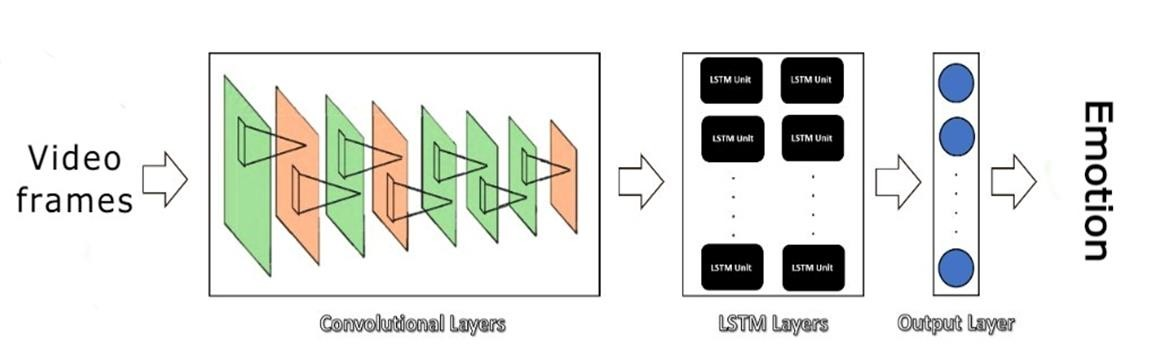 Video
frames
LSTM Unit
LSTM Unit
LSTM Unit
LSTM Unit
LSTM Unit
LSTM Unit
Emotion
Convolutional Layers
LSTM Layers
Output Layer